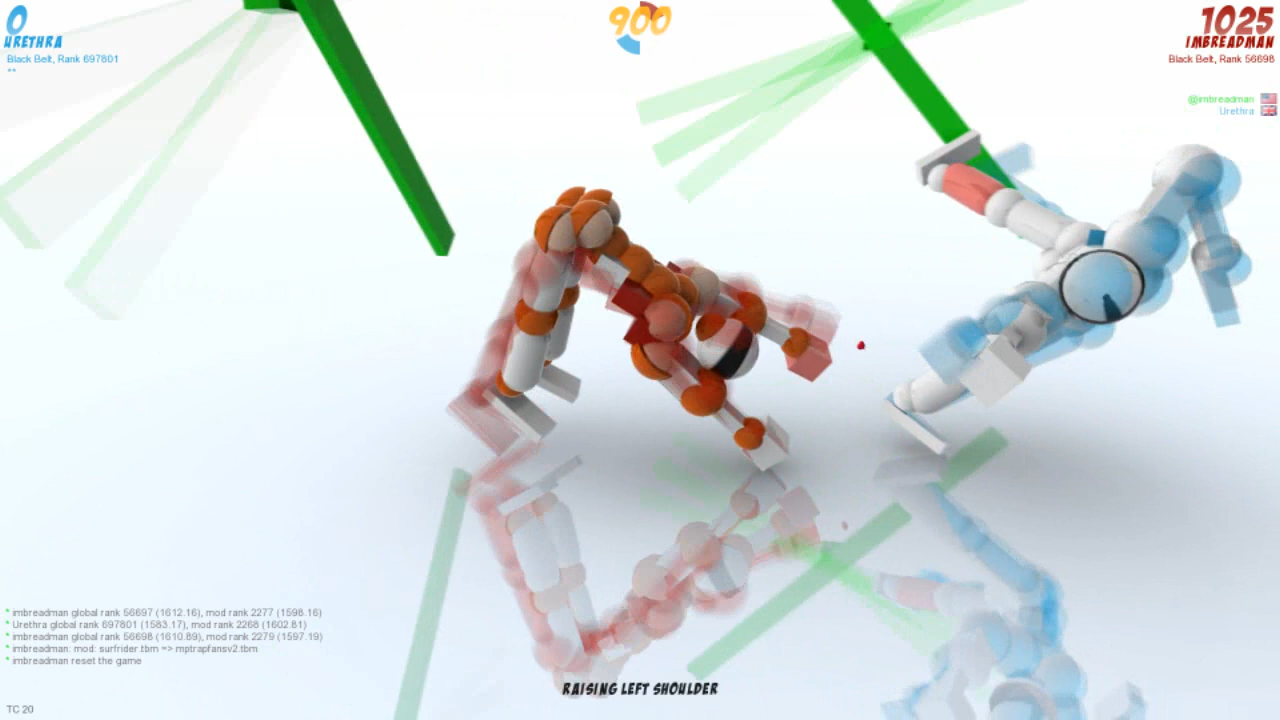 0
URETHRA
Black Belt, Rank 697801
^^
900
1025
IMBREADMAN
Black Belt, Rank 56698
@imbreadman
Urethra
* imbreadman global rank 56697 (1612.16), mod rank 2277 (1598.16)
* Urethra global rank 697801 (1583.17), mod rank 2268 (1602.81)
* imbreadman global rank 56698 (1610.89), mod rank 2279 (1597.19)
* imbreadman: mod: surfrider.tbm => mptrapfansv2.tbm
* imbreadman reset the game
RAISING LEFT SHOULDER
TC 20